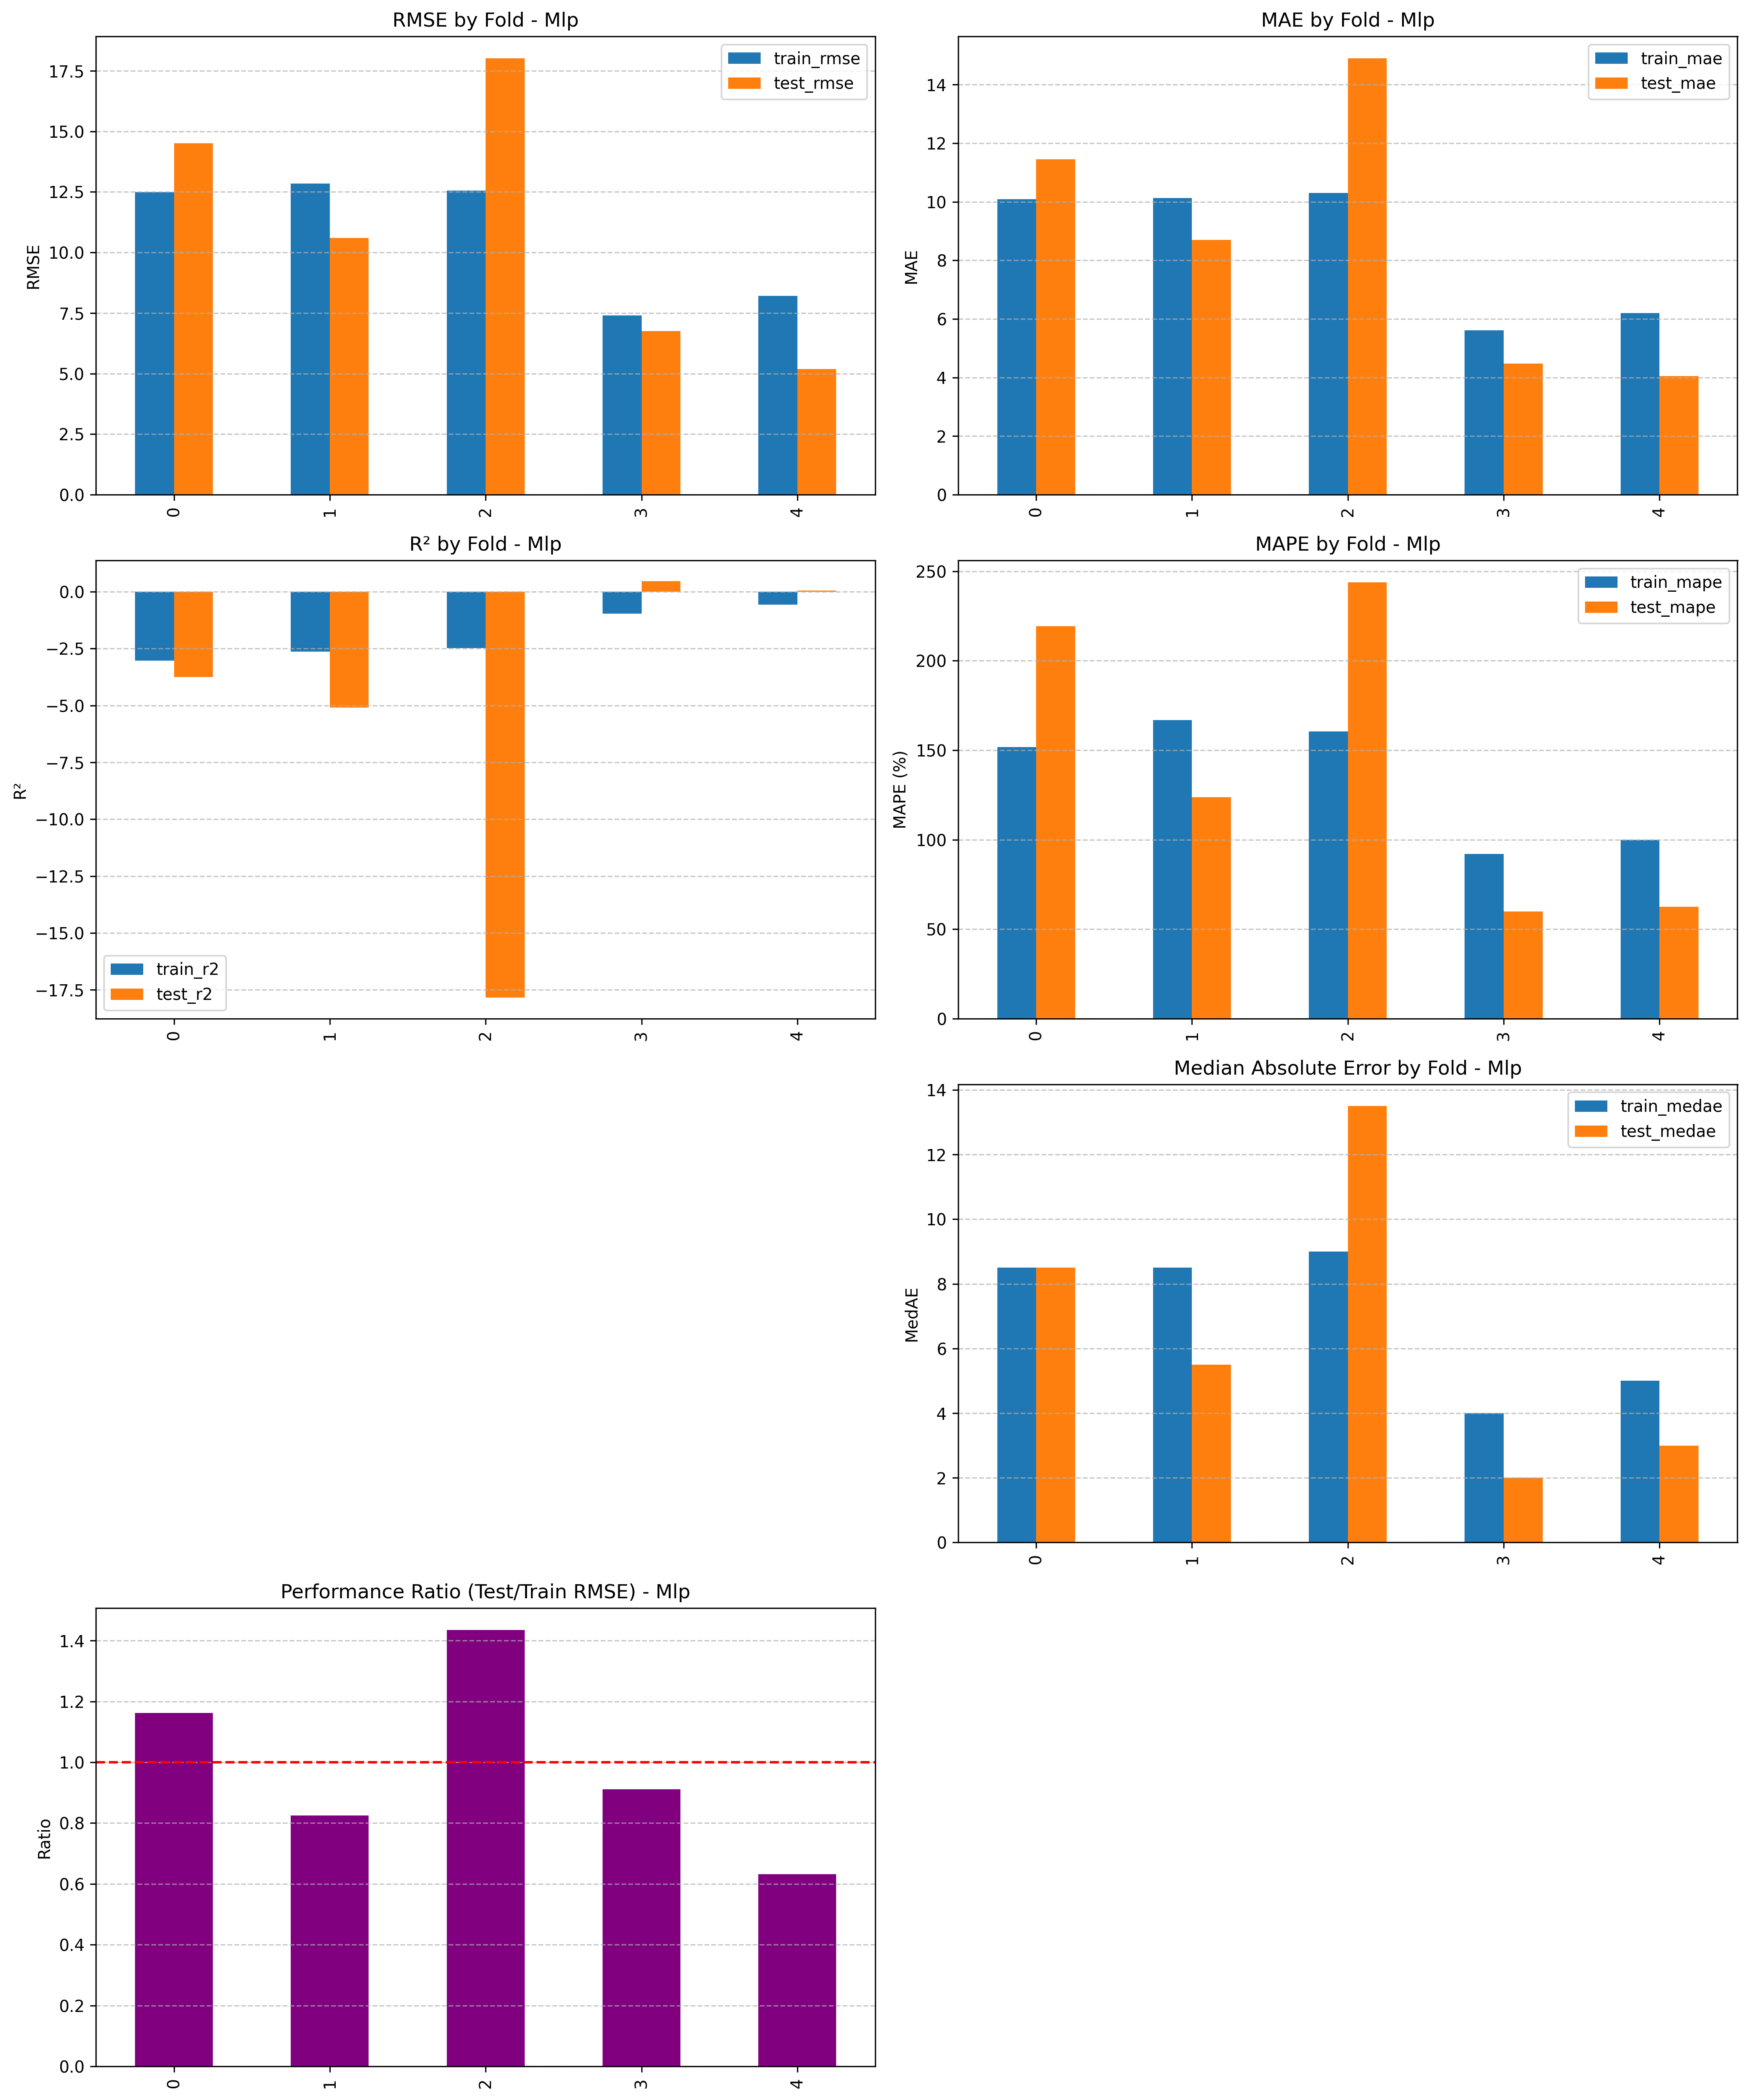 RMSE by Fold - Mlp
RMSE
17.5
15.0
12.5
10.0
7.5
5.0
2.5
0.0
train_rmse
test_rmse
0 1 2 3 4
MAE by Fold - Mlp
MAE
14
12
10
8
6
4
2
0
train_mae
test_mae
0 1 2 3 4
R² by Fold - Mlp
R²
0.0
−2.5
−5.0
−7.5
−10.0
−12.5
−15.0
−17.5
train_r2
test_r2
0 1 2 3 4
MAPE by Fold - Mlp
MAPE (%)
250
200
150
100
50
0
train_mape
test_mape
0 1 2 3 4
Median Absolute Error by Fold - Mlp
MedAE
14
12
10
8
6
4
2
0
train_medae
test_medae
0 1 2 3 4
Performance Ratio (Test/Train RMSE) - Mlp
Ratio
1.4
1.2
1.0
0.8
0.6
0.4
0.2
0.0
0 1 2 3 4